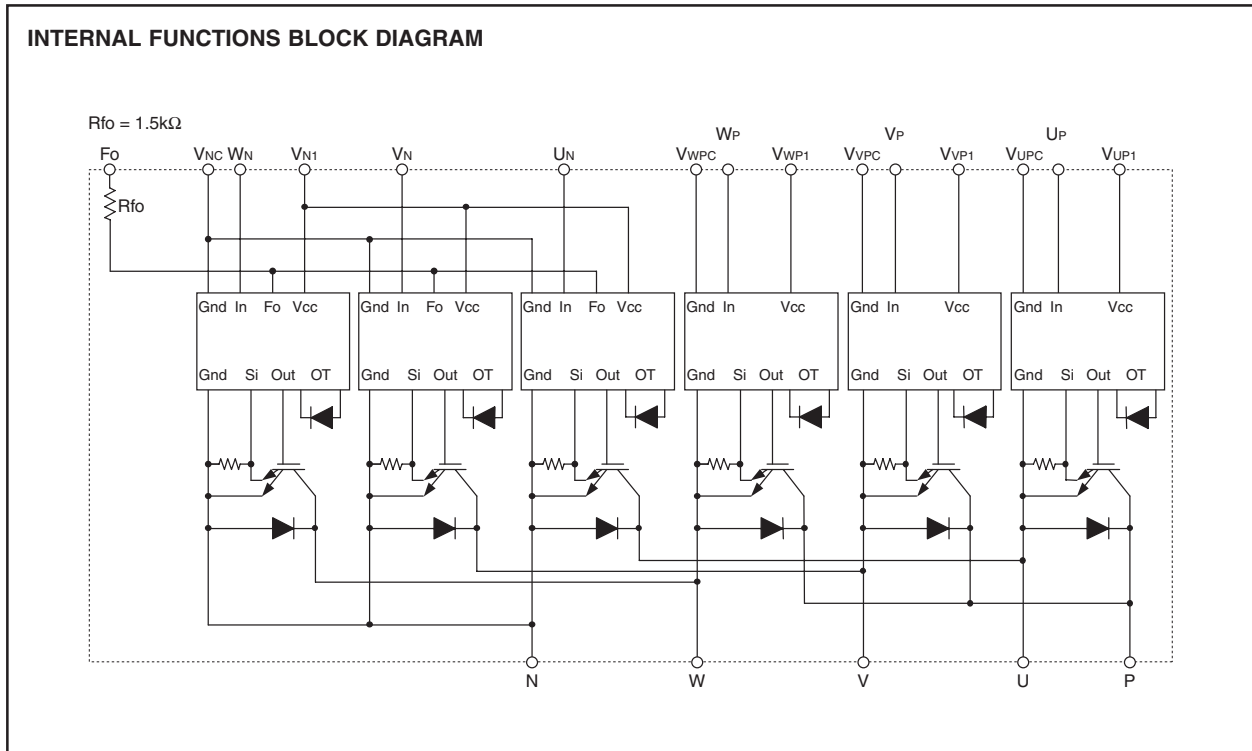 INTERNAL FUNCTIONS BLOCK DIAGRAM
Rfo = 1.5kΩ
WP VP UP
Fo VNC WN VN1 VN UN VWPC VWP1 VVPC VVP1 VUPC VUP1
Rfo
Gnd In Fo Vcc Gnd In Fo Vcc Gnd In Fo Vcc Gnd In Vcc Gnd In Vcc Gnd In Vcc
Gnd Si Out OT Gnd Si Out OT Gnd Si Out OT Gnd Si Out OT Gnd Si Out OT Gnd Si Out OT
N W V U P